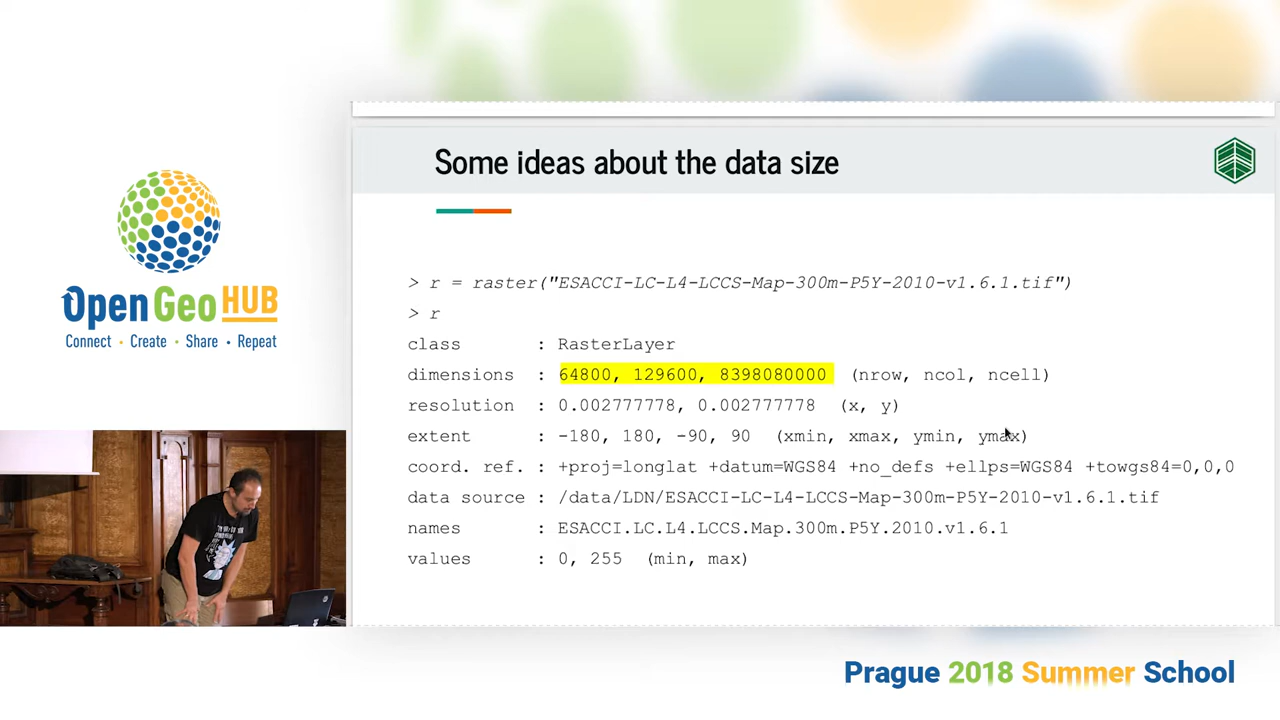 Some ideas about the data size
> r = raster("ESACCI-LC-L4-LCCS-Map-300m-P5Y-2010-v1.6.1.tif")
> r
class : RasterLayer
dimensions : 64800, 129600, 8398080000 (nrow, ncol, ncell)
resolution : 0.002777778, 0.002777778 (x, y)
extent : -180, 180, -90, 90 (xmin, xmax, ymin, ymax)
coord. ref. : +proj=longlat +datum=WGS84 +no_defs +ellps=WGS84 +towgs84=0,0,0
data source : /data/LDN/ESACCI-LC-L4-LCCS-Map-300m-P5Y-2010-v1.6.1.tif
names : ESACCI.LC.L4.LCCS.Map.300m.P5Y.2010.v1.6.1
values : 0, 255 (min, max)
Open Geo HUB
Connect • Create • Share • Repeat
Prague 2018 Summer School